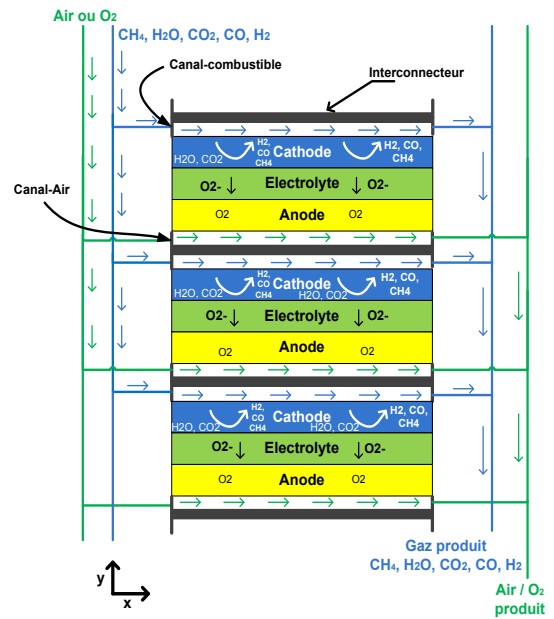 Air ou O2
CH4, H2O, CO2, CO, H2
Canal-combustible
Interconnecteur
H2O, CO2
H2,
CO
CH4
Cathode
H2, CO,
CH4
O2-
Electrolyte
O2-
Canal-Air
O2
Anode
O2
H2O, CO2
H2,
CO
CH4
Cathode
H2O, CO2
H2, CO,
CH4
O2-
Electrolyte
O2-
O2
Anode
O2
H2O, CO2
H2,
CO
CH4
Cathode
H2O, CO2
H2, CO,
CH4
O2-
Electrolyte
O2-
O2
Anode
O2
y
x
Gaz produit
CH4, H2O, CO2, CO, H2
Air / O2
produit